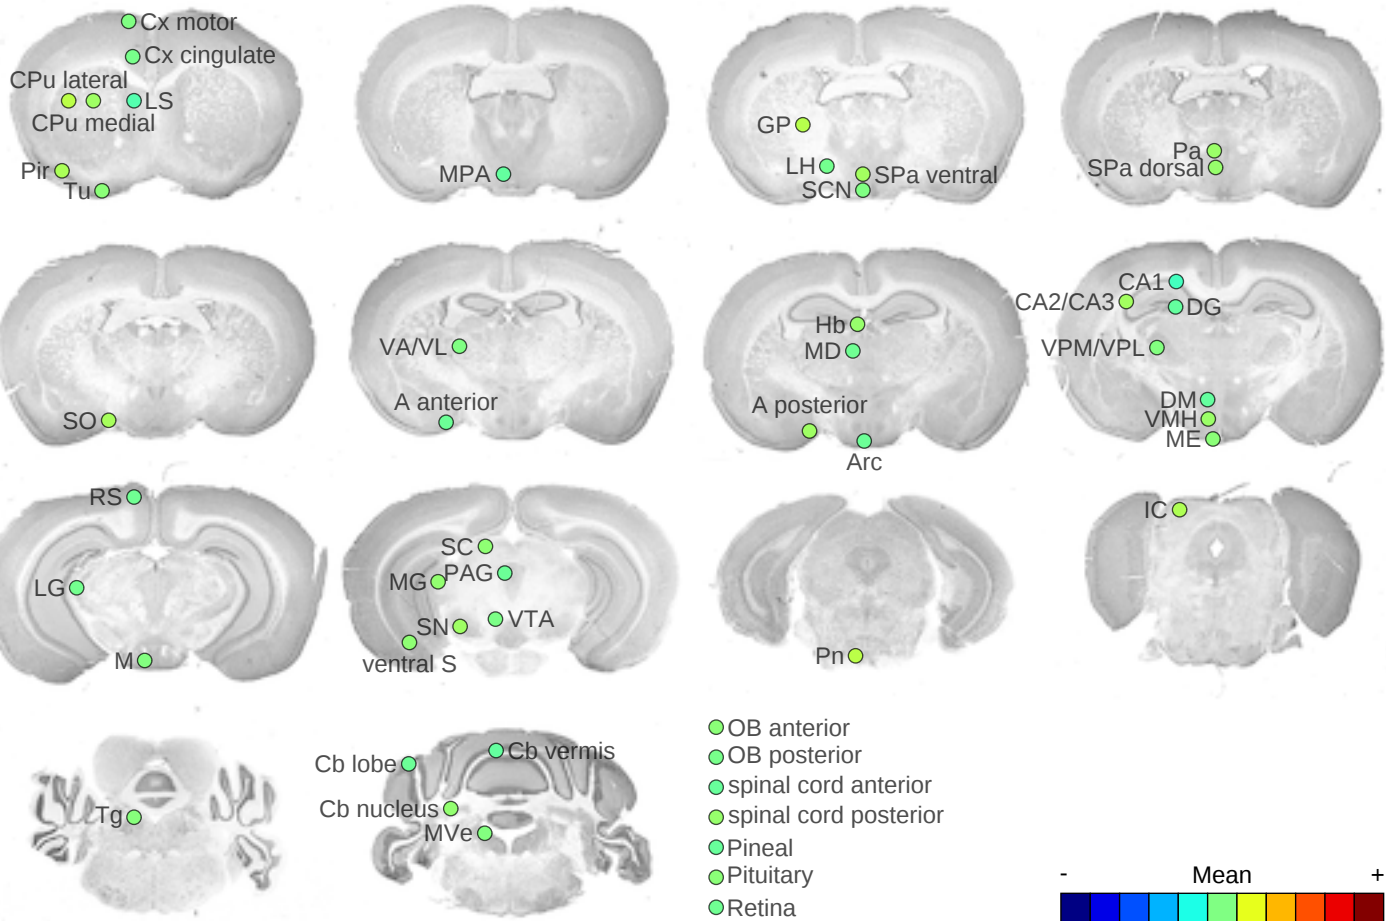 Cx motor
Cx cingulate
CPu lateral
LS
CPu medial
Pir
Tu
MPA
GP
LH
SPa ventral
SCN
Pa
SPa dorsal
SO
VA/VL
A anterior
Hb
MD
A posterior
Arc
CA1
CA2/CA3
DG
VPM/VPL
DM
VMH
ME
RS
LG
M
SC
PAG
MG
VTA
SN
ventral S
Pn
IC
Tg
Cb vermis
Cb lobe
Cb nucleus
MVe
OB anterior
OB posterior
spinal cord anterior
spinal cord posterior
Pineal
Pituitary
Retina
- Mean +